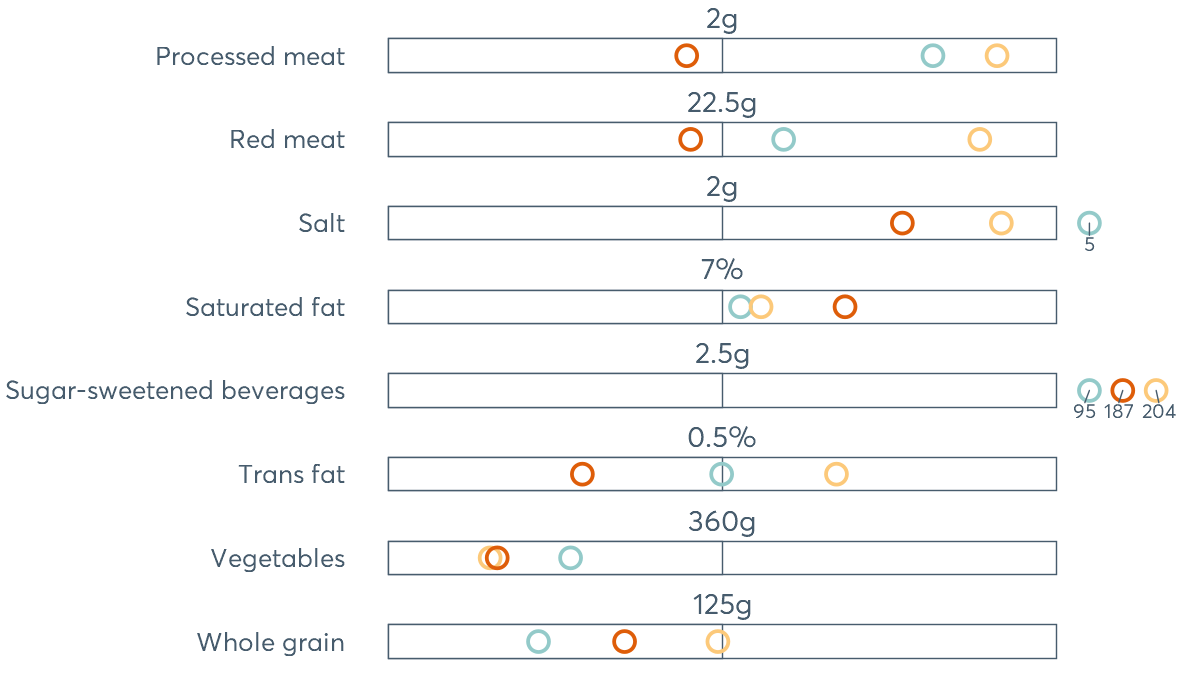 2g
Processed meat
22.5g
Red meat
2g
Salt
5
7%
Saturated fat
2.5g
Sugar-sweetened beverages
95 187 204
0.5%
Trans fat
360g
Vegetables
125g
Whole grain